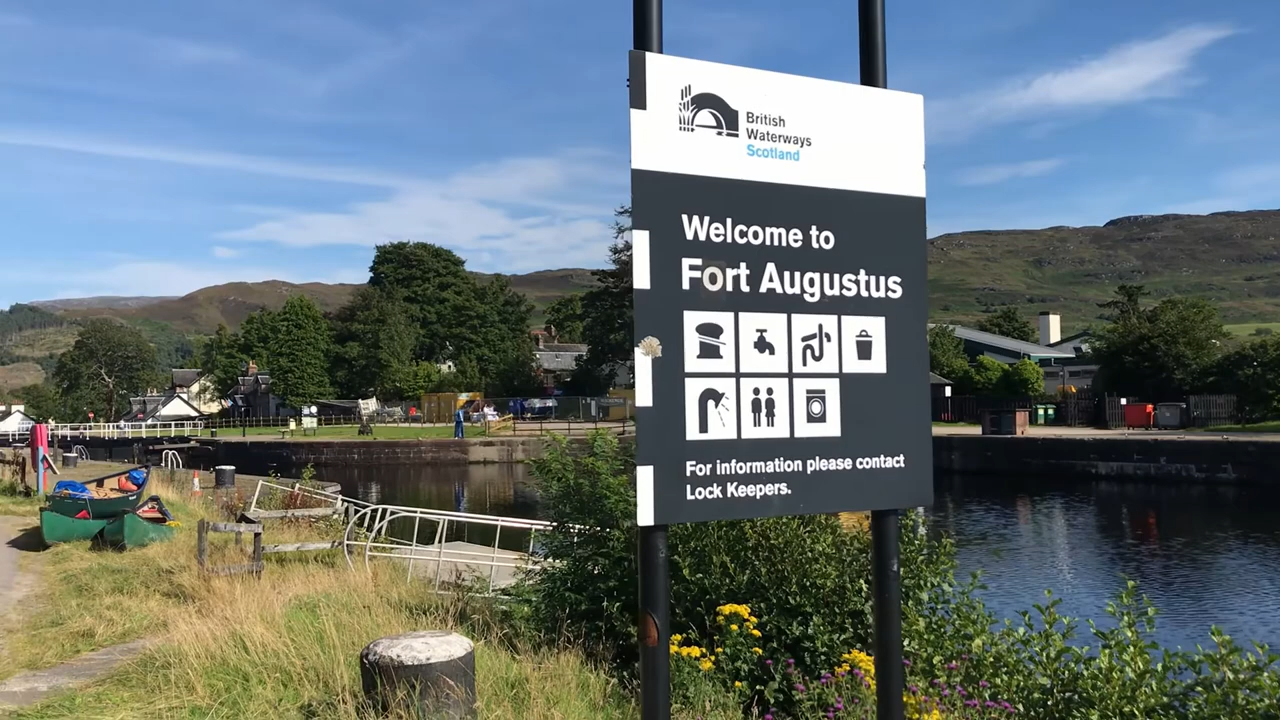 British
Waterways
Scotland
Welcome to
Fort Augustus
For information please contact
Lock Keepers.